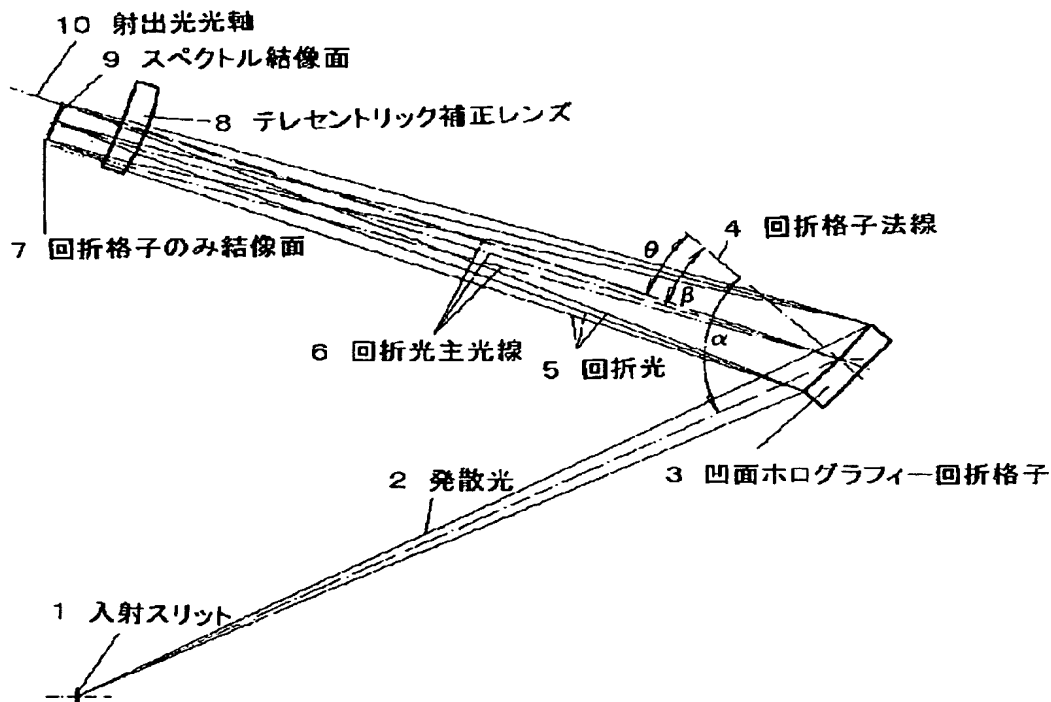 10 射出光光軸
9 スペクトル結像面
8 テレセントリック補正レンズ
7 回折格子のみ結像面
4 回折格子法線
θ
β
α
6 回折光主光線
5 回折光
3 凹面ホログラフィー回折格子
2 発散光
1 入射スリット